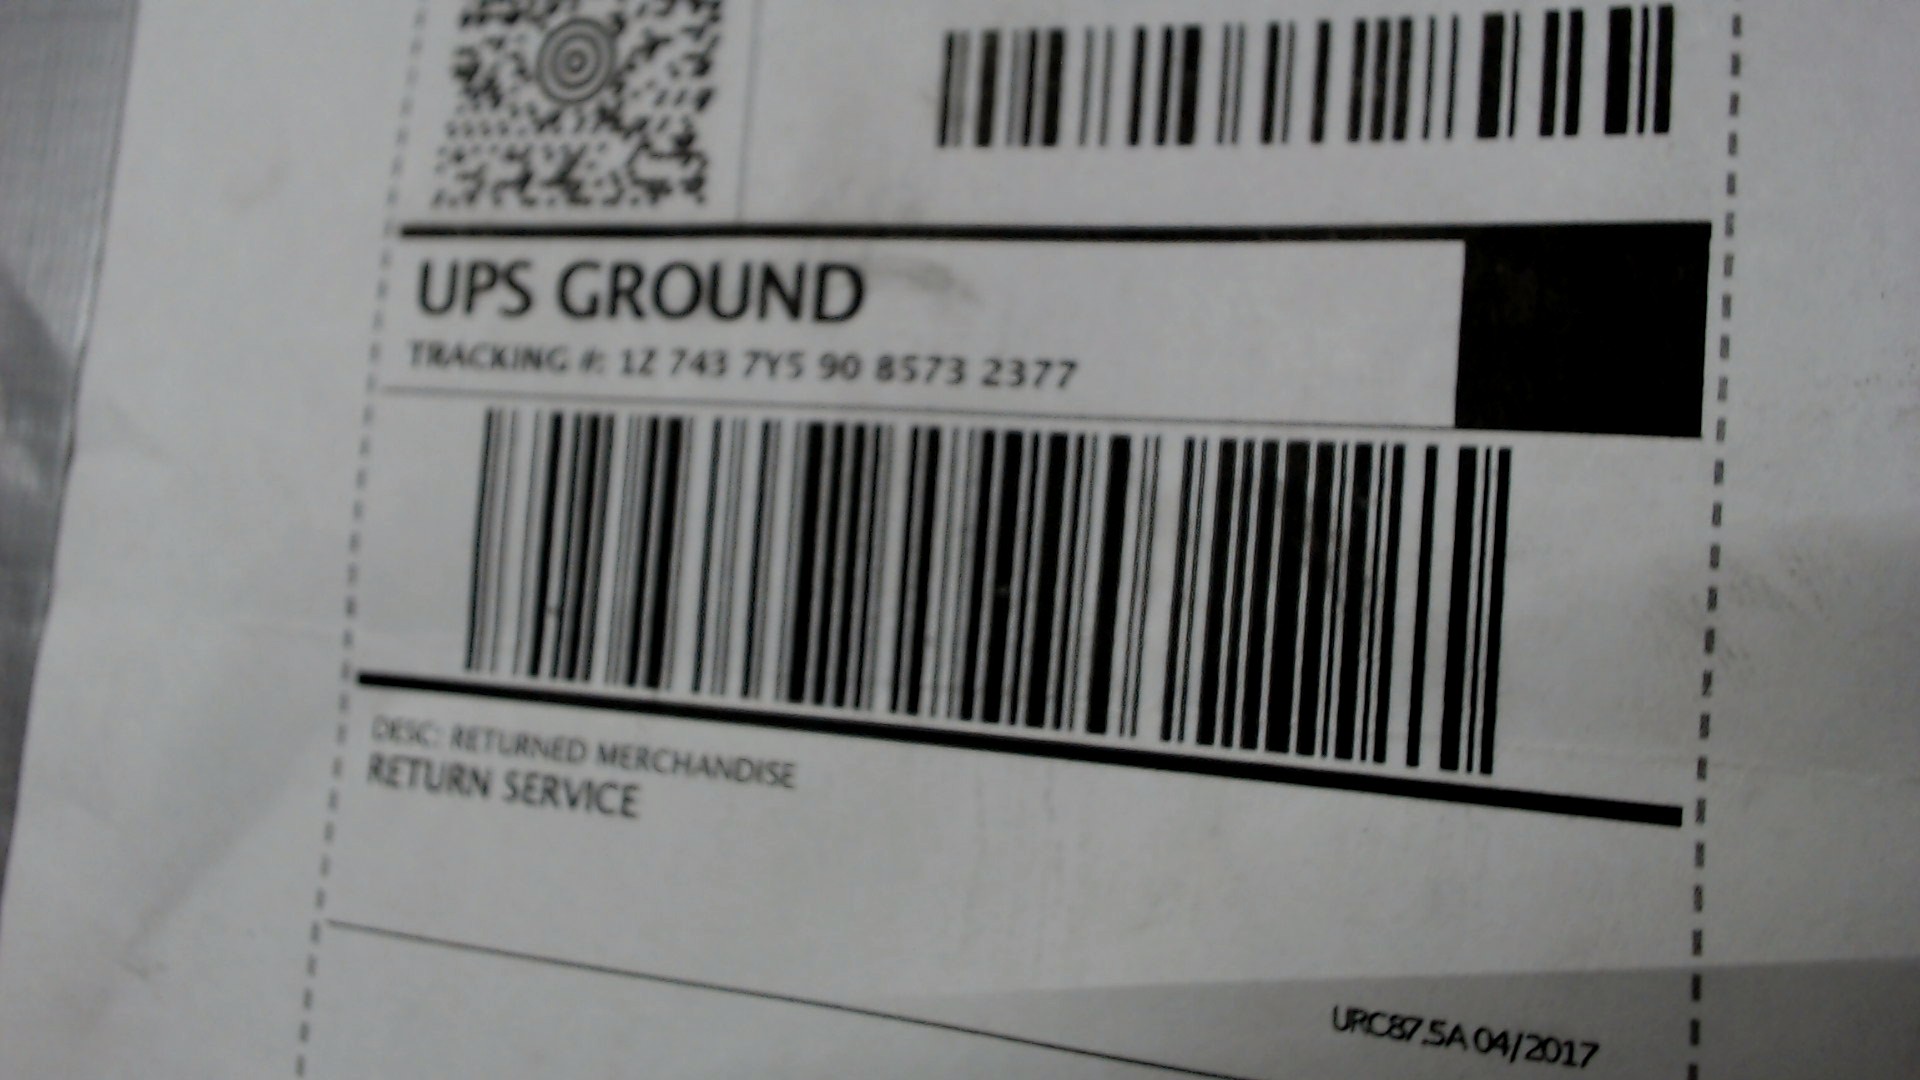 UPS GROUND
TRACKING #: 1Z 743 7Y5 90 8573 2377
DESC: RETURNED MERCHANDISE
RETURN SERVICE
URC87.5A 04/2017